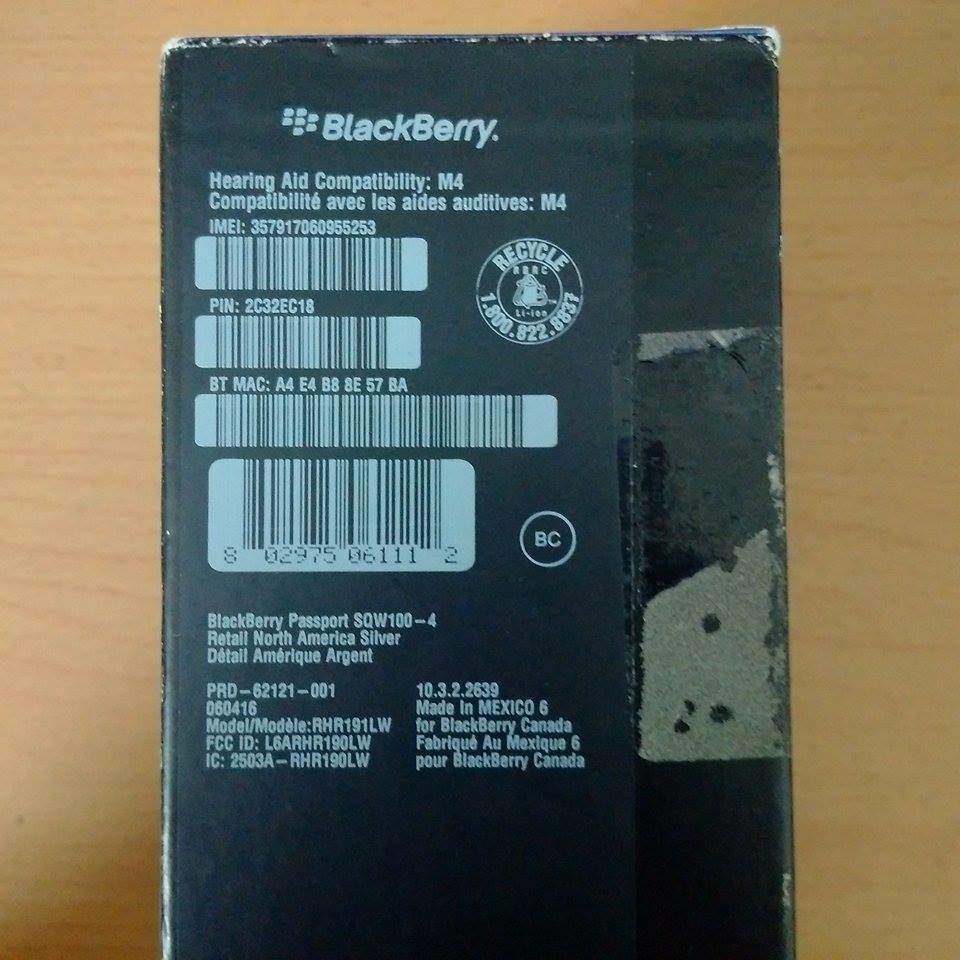 BlackBerry.
Hearing Aid Compatibility: M4
Compatibilité avec les aides auditives: M4
IMEI: 357917060955253
RECYCLE
RBRC
Li-Ion
1.800.822.8837
PIN: 2C32EC18
BT MAC: A4 E4 B8 8E 57 BA
8 02975 06111 2
BC
BlackBerry Passport SQW100-4
Retail North America Silver
Détail Amérique Argent
PRD-62121-001
060416
Model/Modèle:RHR191LW
FCC ID: L6ARHR190LW
IC: 2503A-RHR190LW
10.3.2.2639
Made In MEXICO 6
for BlackBerry Canada
Fabriqué Au Mexique 6
pour BlackBerry Canada